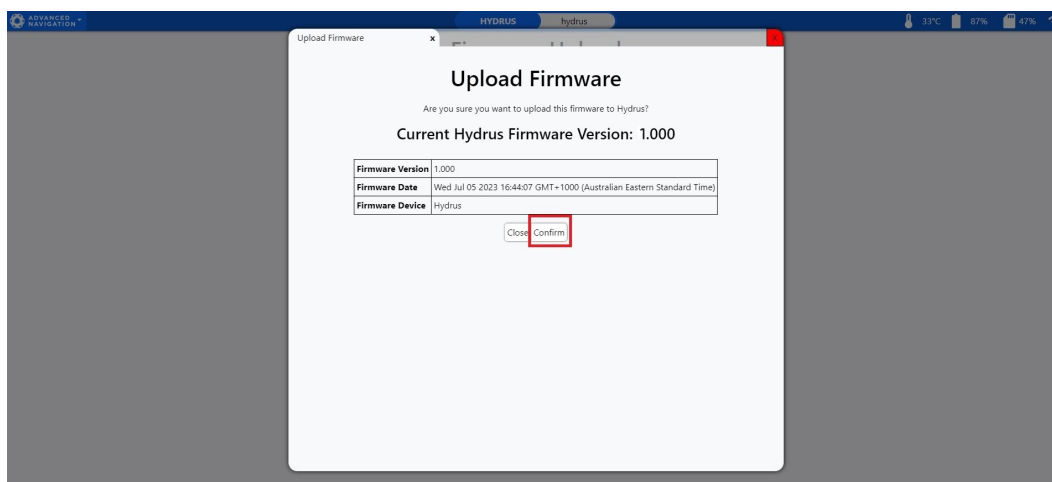 ADVANCED NAVIGATION
HYDRUS hydrus 33°C 87% 47%
Upload Firmware x x
Upload Firmware
Are you sure you want to upload this firmware to Hydrus?
Current Hydrus Firmware Version: 1.000
Firmware Version 1.000
Firmware Date Wed Jul 05 2023 16:44:07 GMT+1000 (Australian Eastern Standard Time)
Firmware Device Hydrus
Close Confirm